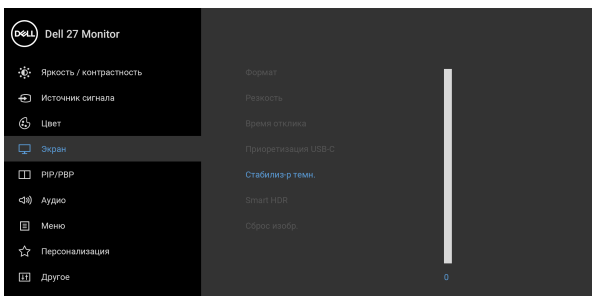 DELL
Dell 27 Monitor
Яркость / контрастность
Источник сигнала
Цвет
Экран
PIP/PBP
Аудио
Меню
Персонализация
Другое
Формат
Резкость
Время отклика
Приоретизация USB-C
Стабилиз-р темн.
Smart HDR
Сброс изобр.
0